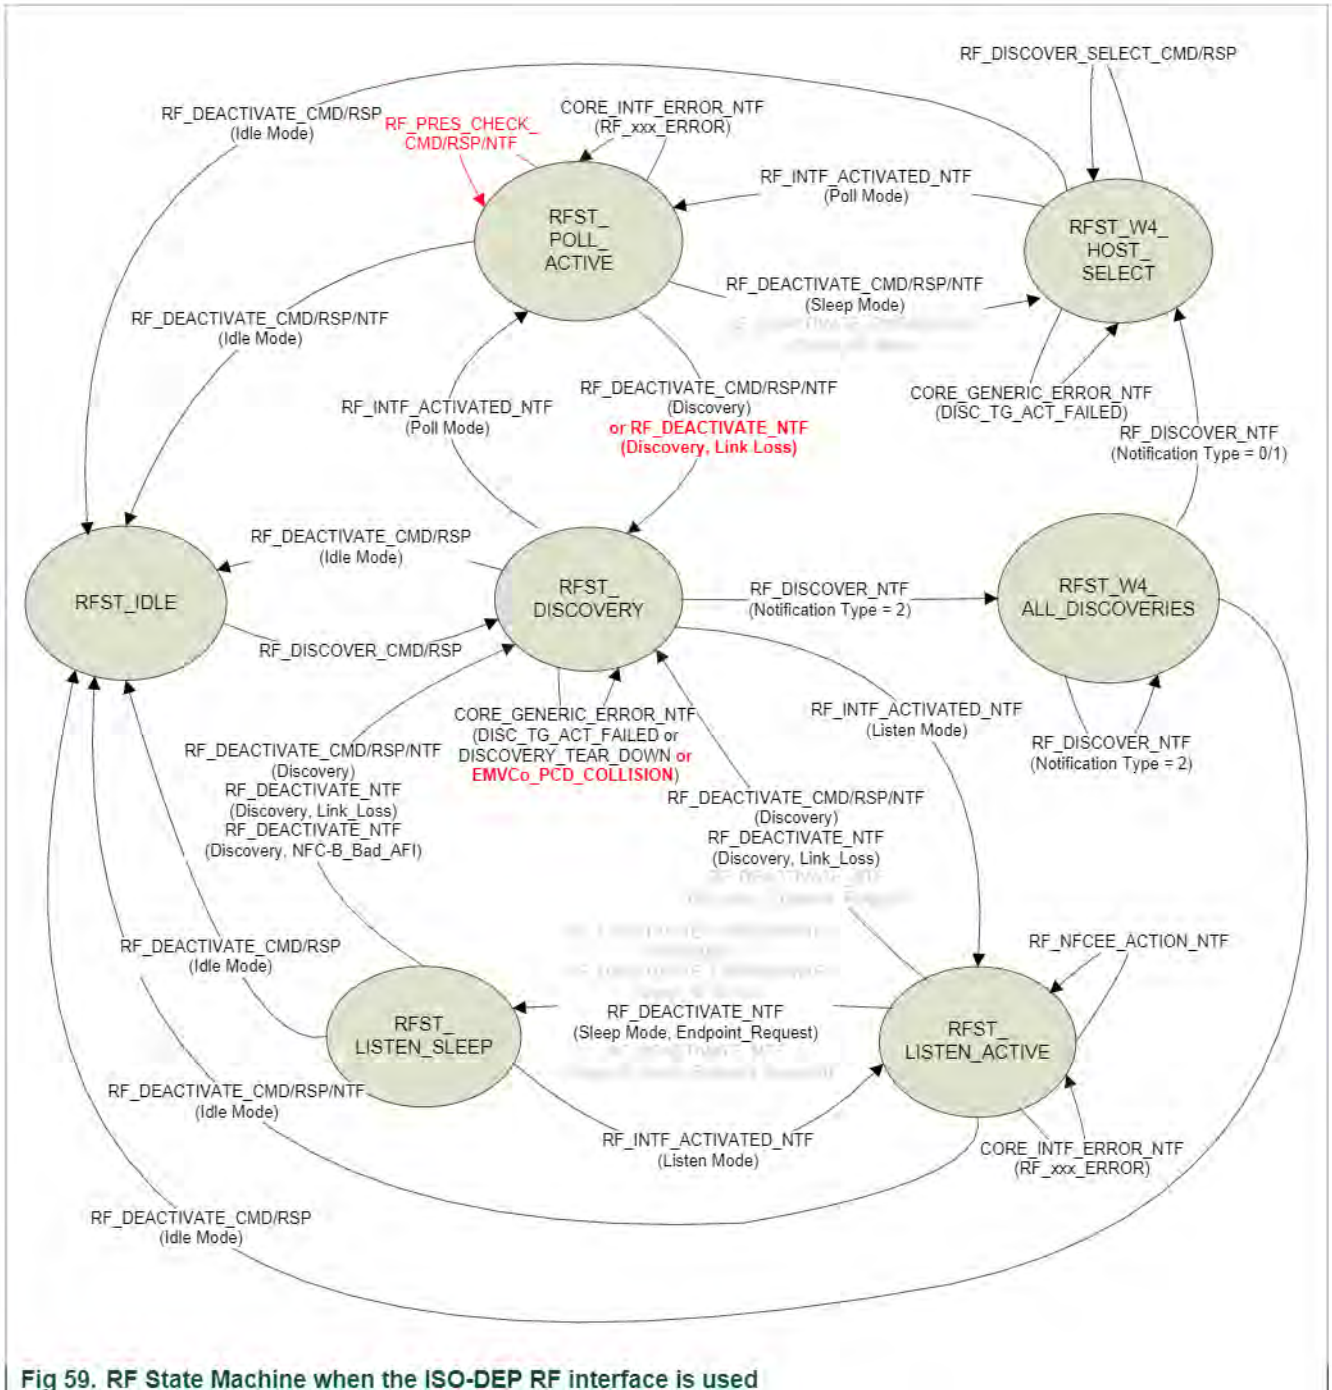 RF_DISCOVER_SELECT_CMD/RSP
RF_DEACTIVATE_CMD/RSP
(Idle Mode)
RF_PRES_CHECK_
CMD/RSP/NTF
CORE_INTF_ERROR_NTF
(RF_xxx_ERROR)
RF_INTF_ACTIVATED_NTF
(Poll Mode)
RFST_
POLL_
ACTIVE
RFST_W4_
HOST_
SELECT
RF_DEACTIVATE_CMD/RSP/NTF
(Sleep Mode)
RF_DEACTIVATE_CMD/RSP/NTF
(Idle Mode)
RF_INTF_ACTIVATED_NTF
(Poll Mode)
RF_DEACTIVATE_CMD/RSP/NTF
(Discovery)
or RF_DEACTIVATE_NTF
(Discovery, Link Loss)
CORE_GENERIC_ERROR_NTF
(DISC_TG_ACT_FAILED)
RF_DISCOVER_NTF
(Notification Type = 0/1)
RF_DEACTIVATE_CMD/RSP
(Idle Mode)
RFST_IDLE
RFST_
DISCOVERY
RF_DISCOVER_NTF
(Notification Type = 2)
RFST_W4_
ALL_DISCOVERIES
RF_DISCOVER_CMD/RSP
CORE_GENERIC_ERROR_NTF
(DISC_TG_ACT_FAILED or
DISCOVERY_TEAR_DOWN or
EMVCo_PCD_COLLISION)
RF_INTF_ACTIVATED_NTF
(Listen Mode)
RF_DISCOVER_NTF
(Notification Type = 2)
RF_DEACTIVATE_CMD/RSP/NTF
(Discovery)
RF_DEACTIVATE_NTF
(Discovery, Link_Loss)
RF_DEACTIVATE_NTF
(Discovery, NFC-B_Bad_AFI)
RF_DEACTIVATE_CMD/RSP/NTF
(Discovery)
RF_DEACTIVATE_NTF
(Discovery, Link_Loss)
RF_DEACTIVATE_CMD/RSP
(Idle Mode)
RF_NFCEE_ACTION_NTF
RFST_
LISTEN_SLEEP
RF_DEACTIVATE_NTF
(Sleep Mode, Endpoint_Request)
RFST_
LISTEN_ACTIVE
RF_DEACTIVATE_CMD/RSP/NTF
(Idle Mode)
RF_INTF_ACTIVATED_NTF
(Listen Mode)
CORE_INTF_ERROR_NTF
(RF_xxx_ERROR)
RF_DEACTIVATE_CMD/RSP
(Idle Mode)
Fig 59. RF State Machine when the ISO-DEP RF interface is used